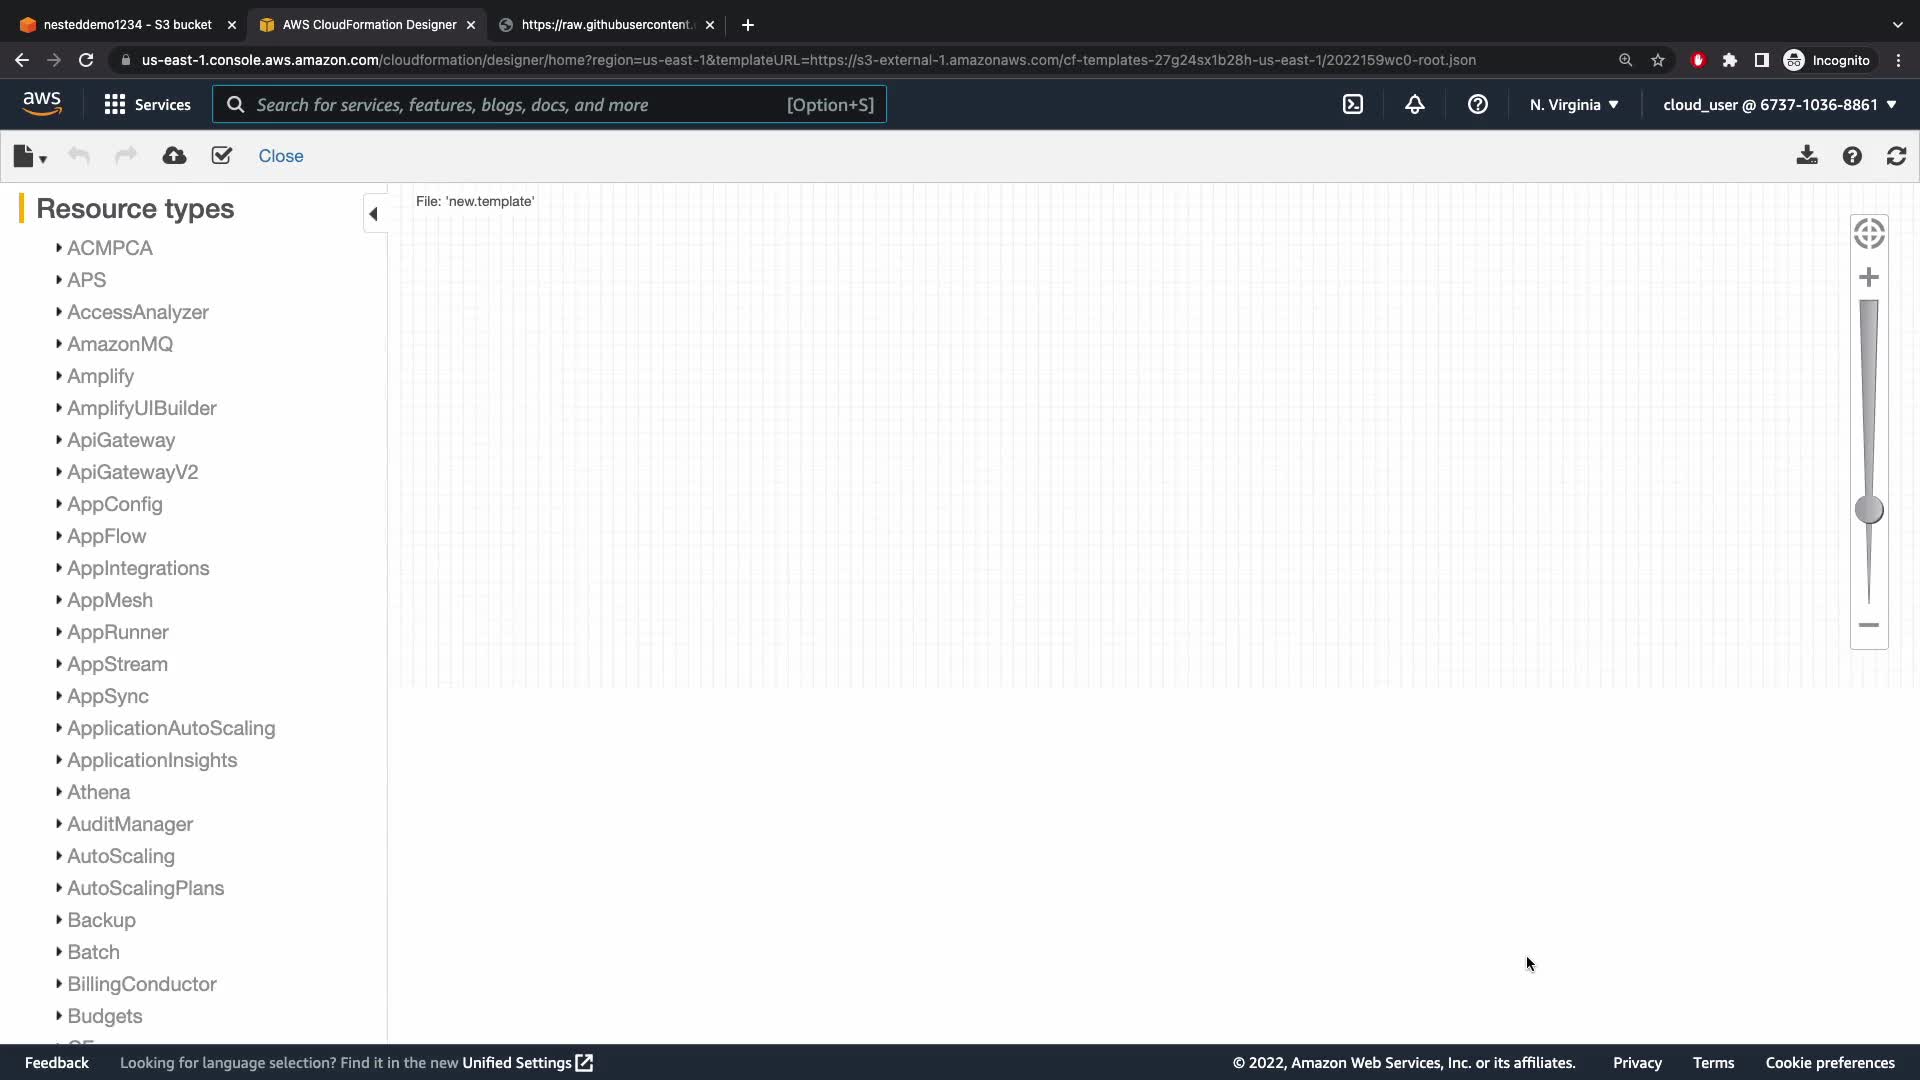 nesteddemo1234 - S3 bucket
AWS CloudFormation Designer
https://raw.githubusercontent.
us-east-1.console.aws.amazon.com/cloudformation/designer/home?region=us-east-1&templateURL=https://s3-external-1.amazonaws.com/cf-templates-27g24sx1b28h-us-east-1/2022159wc0-root.json
Incognito
aws
Services
Search for services, features, blogs, docs, and more
[Option+S]
N. Virginia
cloud_user @ 6737-1036-8861
Close
Resource types
File: 'new.template'
ACMPCA
APS
AccessAnalyzer
AmazonMQ
Amplify
AmplifyUIBuilder
ApiGateway
ApiGatewayV2
AppConfig
AppFlow
AppIntegrations
AppMesh
AppRunner
AppStream
AppSync
ApplicationAutoScaling
ApplicationInsights
Athena
AuditManager
AutoScaling
AutoScalingPlans
Backup
Batch
BillingConductor
Budgets
Feedback
Looking for language selection? Find it in the new Unified Settings
© 2022, Amazon Web Services, Inc. or its affiliates.
Privacy
Terms
Cookie preferences